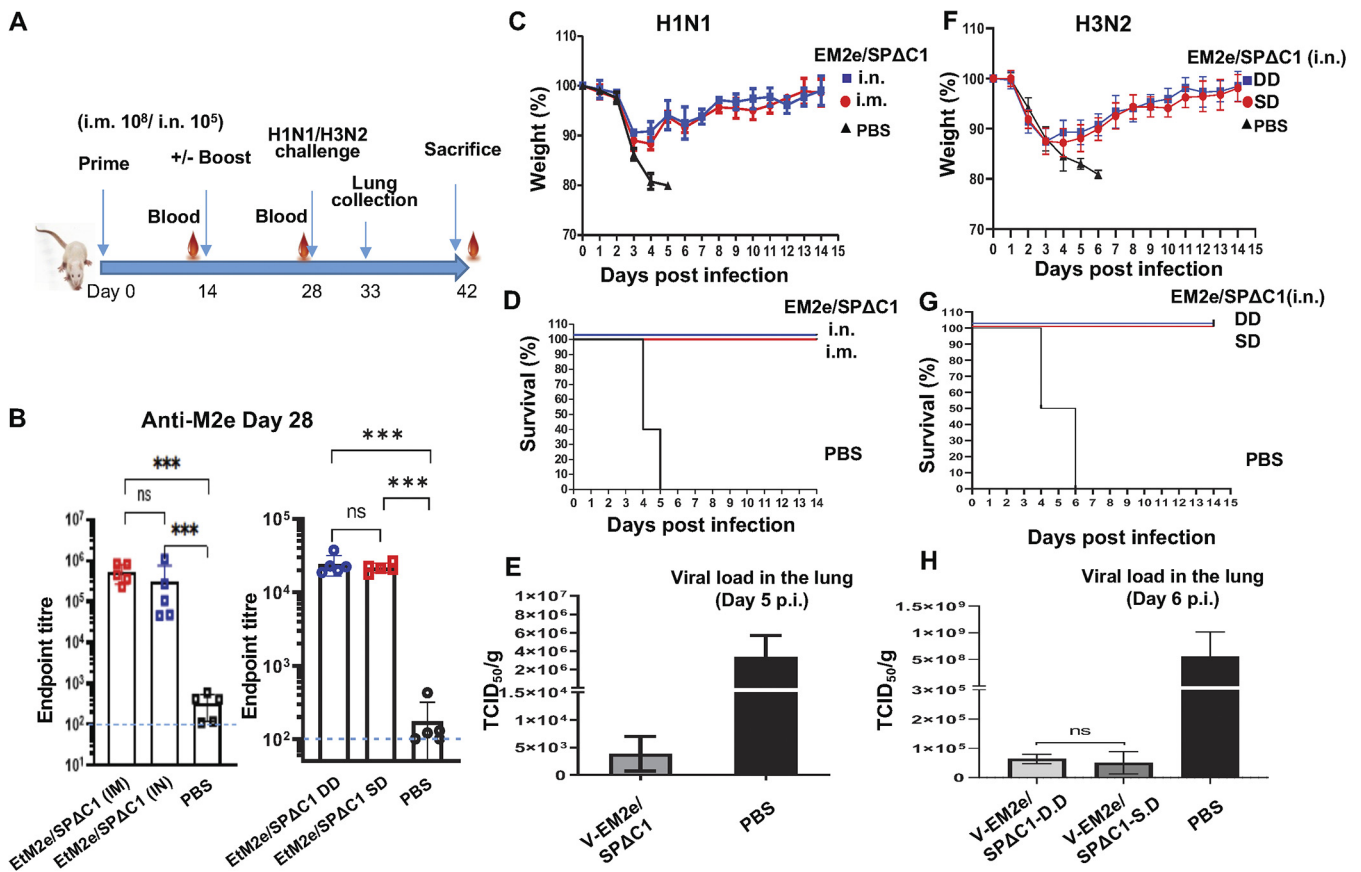 A
(i.m. 10⁸/ i.n. 10⁵)
Prime
+/- Boost
H1N1/H3N2
challenge
Lung
collection
Sacrifice
Blood
Blood
Day 0
14
28
33
42
B
Anti-M2e Day 28
***
ns
***
Endpoint titre
10⁷
10⁶
10⁵
10⁴
10³
10²
10¹
EtM2e/SPΔC1 (IM)
EtM2e/SPΔC1 (IN)
PBS
***
***
ns
Endpoint titre
10⁵
10⁴
10³
10²
EtM2e/SPΔC1 DD
EtM2e/SPΔC1 SD
PBS
C
H1N1
EM2e/SPΔC1
i.n.
i.m.
PBS
Weight (%)
110
100
90
80
70
0 1 2 3 4 5 6 7 8 9 10 11 12 13 14 15
Days post infection
D
EM2e/SPΔC1
i.n.
i.m.
PBS
Survival (%)
110
100
90
80
70
60
50
40
30
20
10
0
0 1 2 3 4 5 6 7 8 9 10 11 12 13 14
Days post infection
E
Viral load in the lung
(Day 5 p.i.)
TCID₅₀/g
1×10⁷
8×10⁶
6×10⁶
4×10⁶
2×10⁶
1.5×10⁴
5×10³
0
V-EM2e/
SPΔC1
PBS
F
H3N2
EM2e/SPΔC1 (i.n.)
DD
SD
PBS
Weight (%)
110
100
90
80
70
0 1 2 3 4 5 6 7 8 9 10 11 12 13 14 15
Days post infection
G
EM2e/SPΔC1(i.n.)
DD
SD
PBS
Survival (%)
110
100
90
80
70
60
50
40
30
20
10
0
0 1 2 3 4 5 6 7 8 9 10 11 12 13 14 15
Days post infection
H
Viral load in the lung
(Day 6 p.i.)
TCID₅₀/g
1.5×10⁹
1×10⁹
5×10⁸
3×10⁵
2×10⁵
1×10⁵
0
ns
V-EM2e/
SPΔC1-D.D
V-EM2e/
SPΔC1-S.D
PBS